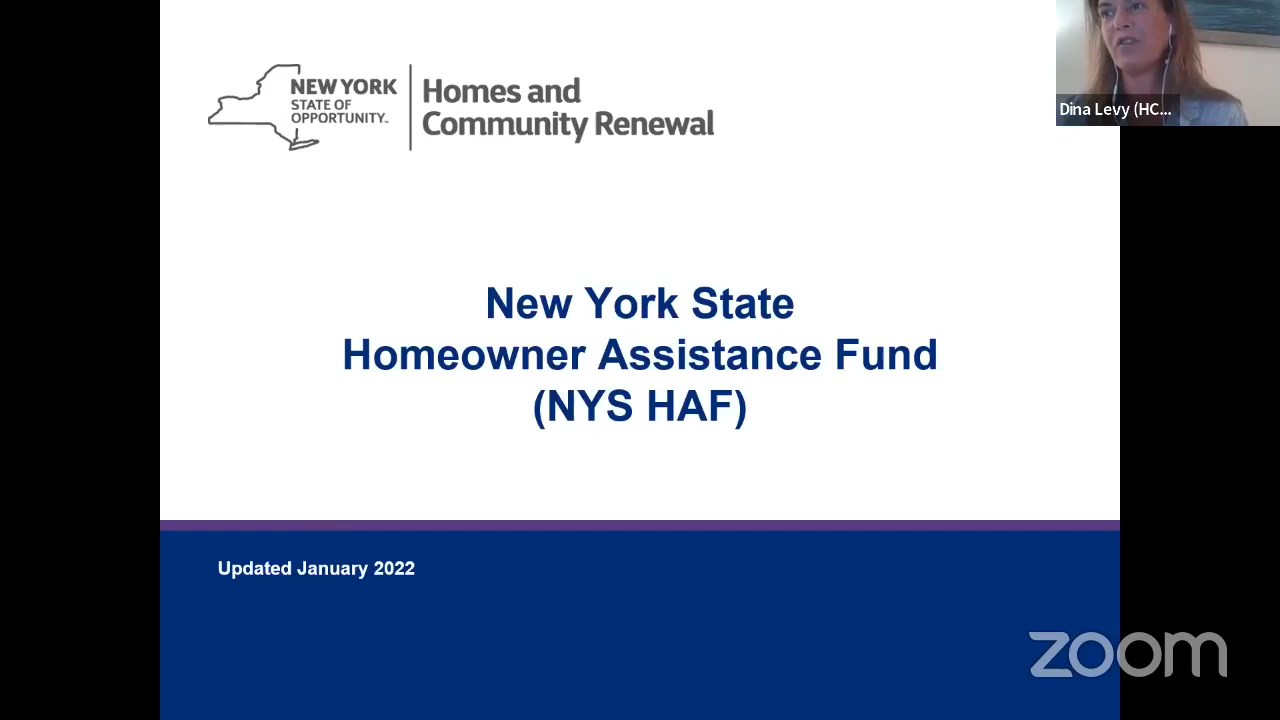 NEW YORK
STATE OF
OPPORTUNITY™
Homes and
Community Renewal
Dina Levy (HC...
New York State
Homeowner Assistance Fund
(NYS HAF)
Updated January 2022
zoom